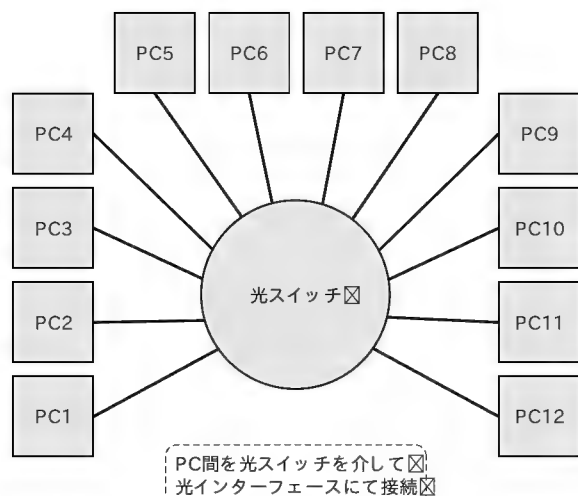 PC5
PC6
PC7
PC8
PC4
PC9
PC3
PC10
光スイッチ
PC2
PC11
PC1
PC12
PC間を光スイッチを介して
光インターフェースにて接続